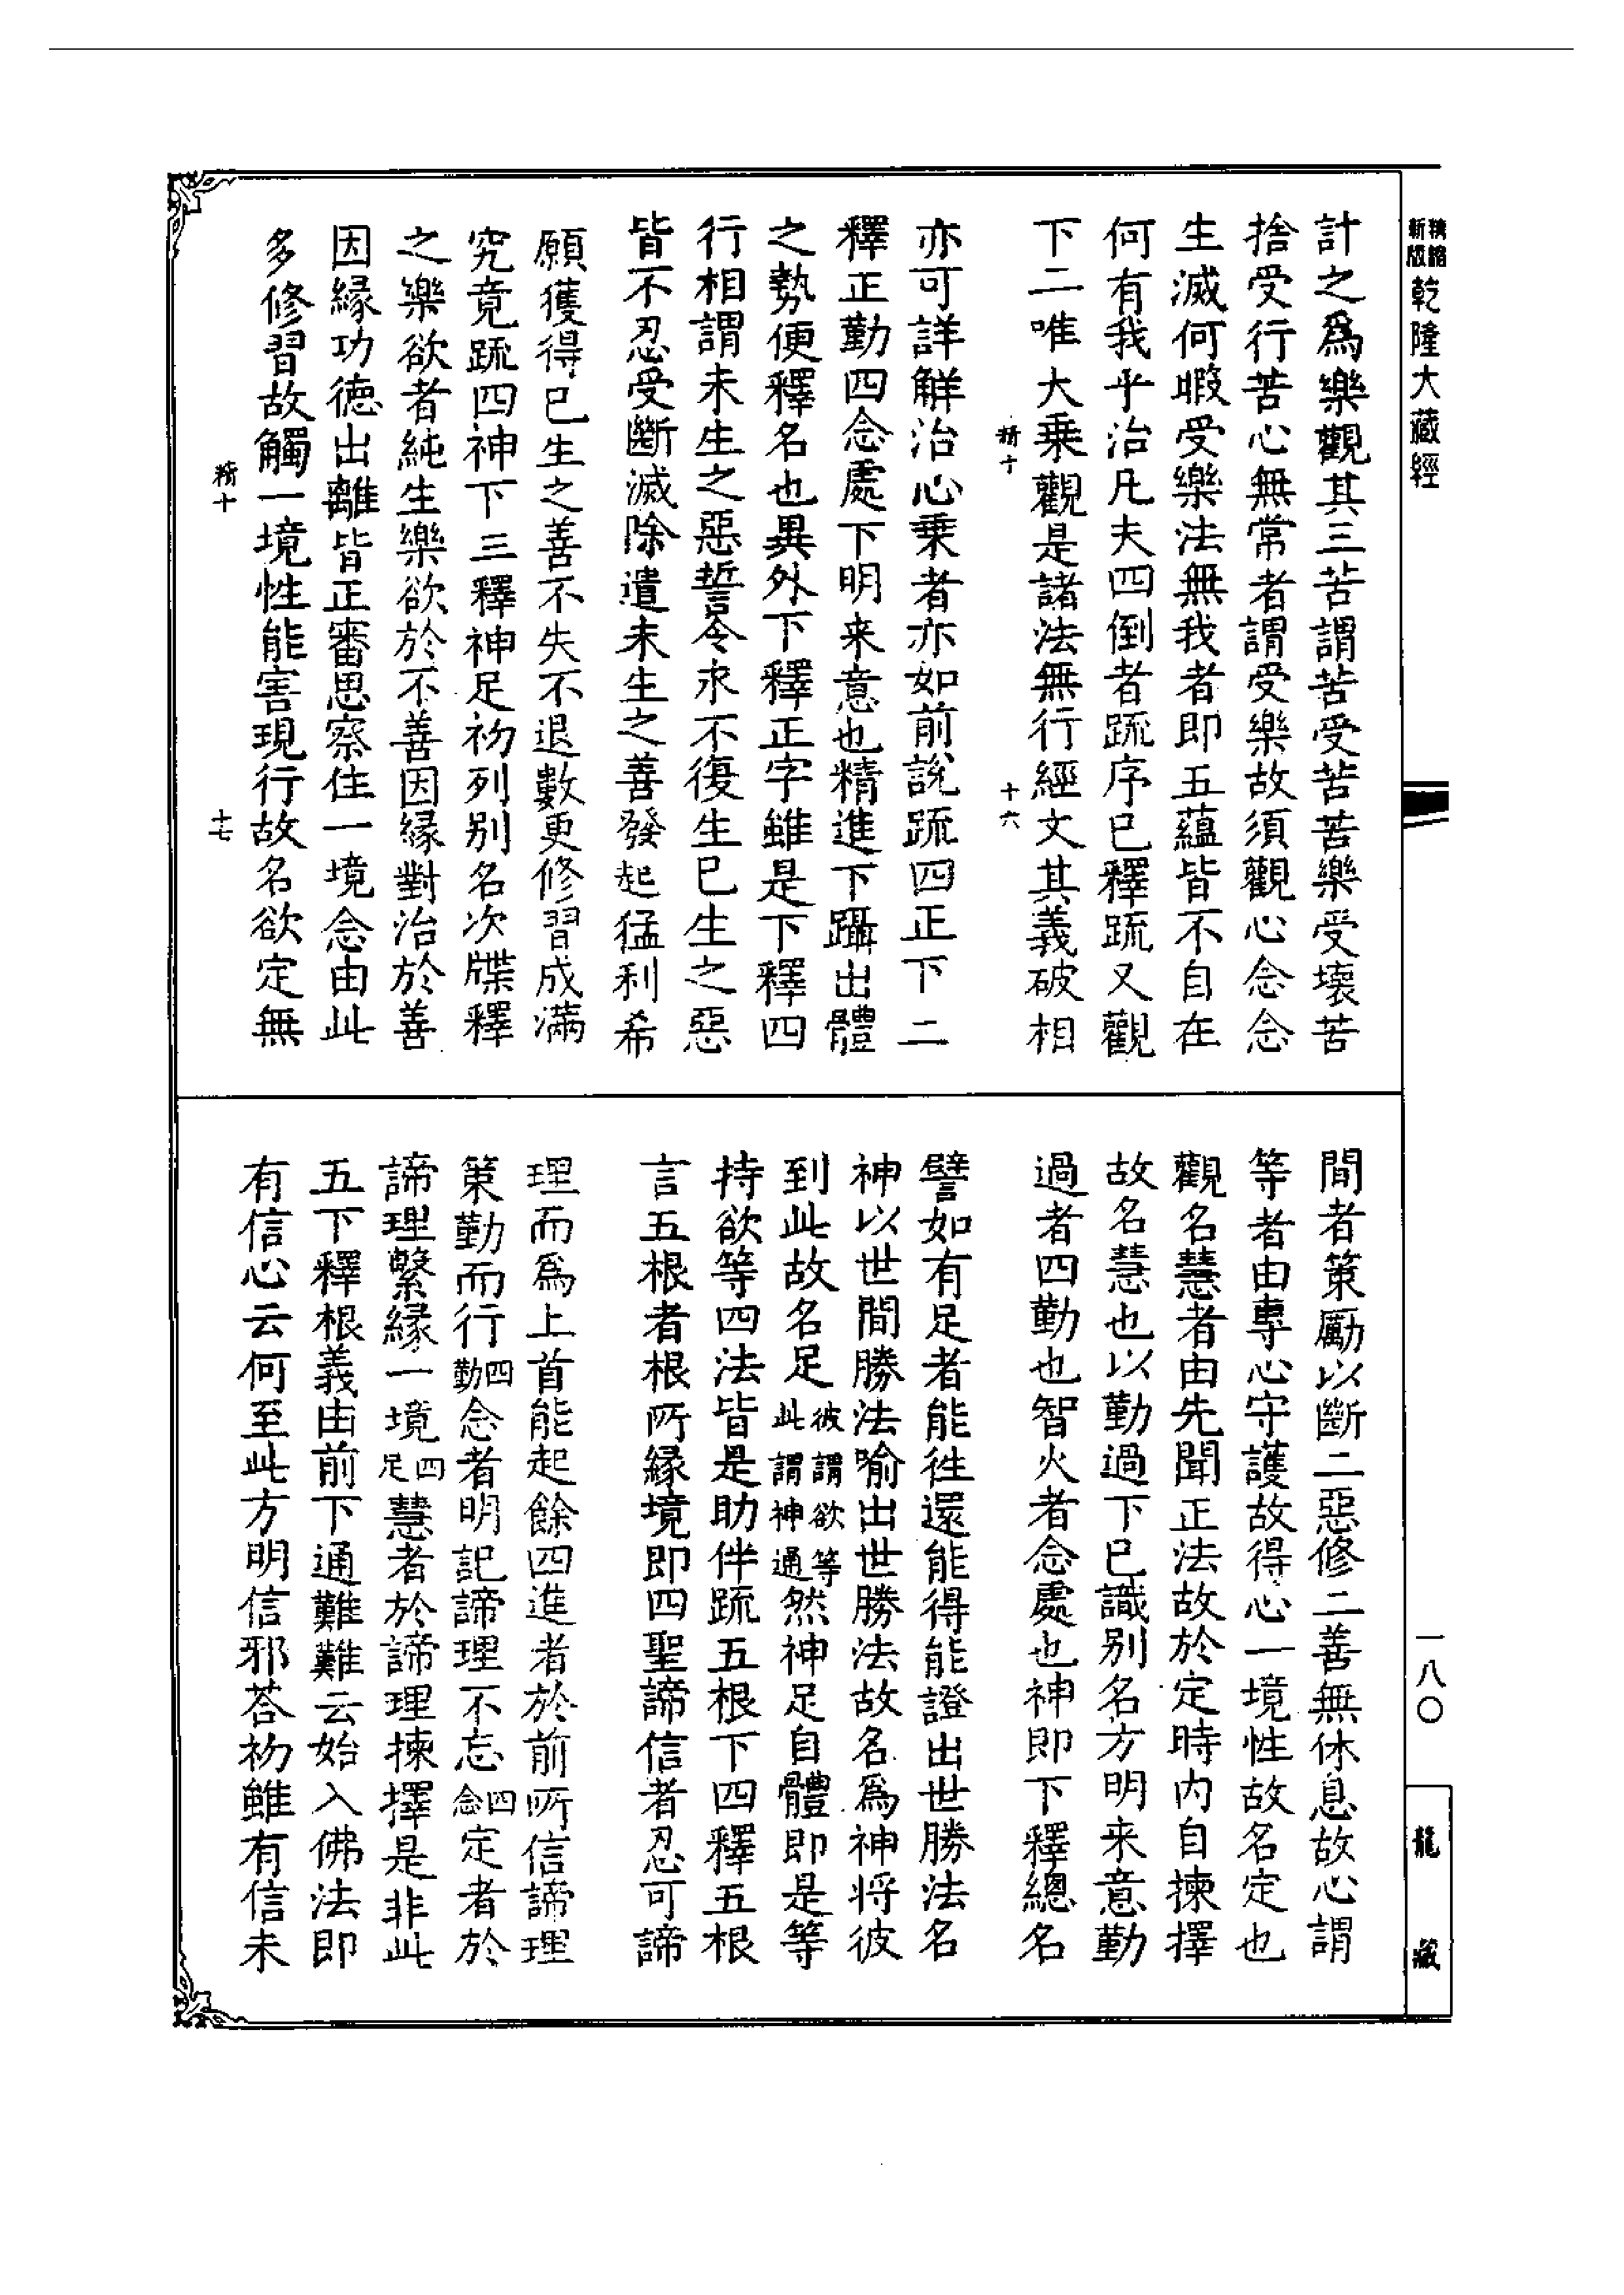 精縮新版 乾隆大藏經
計之爲樂觀其三苦謂苦受苦苦樂受壞苦
捨受行苦心無常者謂受樂故須觀心念念
生滅何暇受樂法無我者即五蘊皆不自在
何有我乎治凡夫四倒者䟽序已釋䟽又觀
下二唯大乗觀是諸法無行經文其義破相
精十 十六
亦可詳觧治心乗者亦如前說䟽四正下二
釋正勤四念處下明来意也精進下躡出體
之勢便釋名也異外下釋正字雖是下釋四
行相謂未生之惡誓令永不復生已生之惡
皆不忍受斷滅除遣未生之善發起猛利希
願獲得已生之善不失不退數更修習成滿
究竟䟽四神下三釋神足初列別名次牒釋
之樂欲者純生樂欲於不善因緣對治於善
因緣功德出離皆正審思察住一境念由此
多修習故觸一境性能害現行故名欲定無
精十 十七
間者策勵以斷二惡修二善無休息故心謂
等者由專心守護故得心一境性故名定也
觀名慧者由先聞正法故於定時内自揀擇
故名慧也以勤過下已識别名方明来意勤
過者四勤也智火者念處也神即下釋總名
譬如有足者能徃還能得能證出世勝法名
神以世間勝法喻出世勝法故名爲神将彼
到此故名足彼謂欲等此謂神通然神足自體即是等
持欲等四法皆是助伴䟽五根下四釋五根
言五根者根所緣境即四聖諦信者忍可諦
理而爲上首能起餘四進者於前所信諦理
策勤而行四勤念者明記諦理不忘四念定者於
諦理繫緣一境四足慧者於諦理揀擇是非此
五下釋根義由前下通難難云始入佛法即
有信心云何至此方明信邪荅初雖有信未
一八〇
龍藏